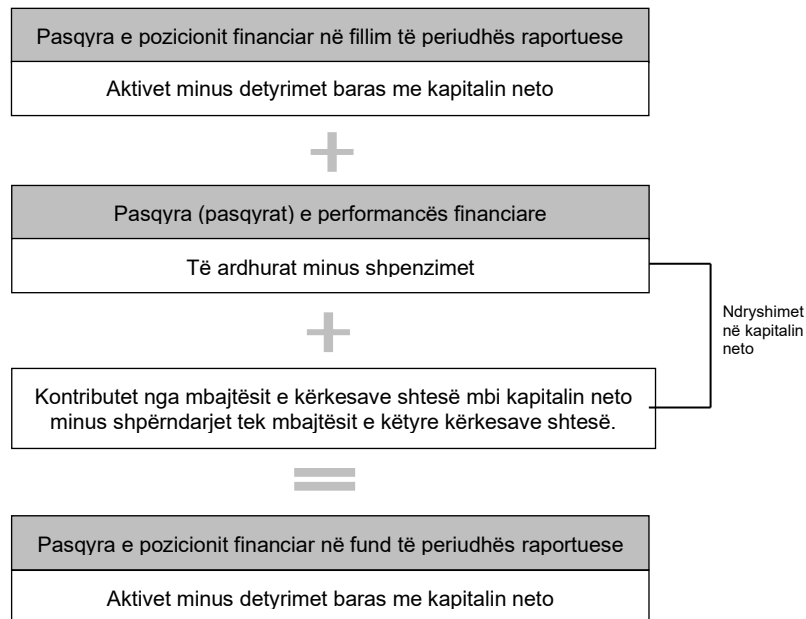 Pasqyra e pozicionit financiar në fillim të periudhës raportuese
Aktivet minus detyrimet baras me kapitalin neto
+
Pasqyra (pasqyrat) e performancës financiare
Të ardhurat minus shpenzimet
Ndryshimet
në kapitalin
neto
+
Kontributet nga mbajtësit e kërkesave shtesë mbi kapitalin neto
minus shpërndarjet tek mbajtësit e këtyre kërkesave shtesë.
=
Pasqyra e pozicionit financiar në fund të periudhës raportuese
Aktivet minus detyrimet baras me kapitalin neto